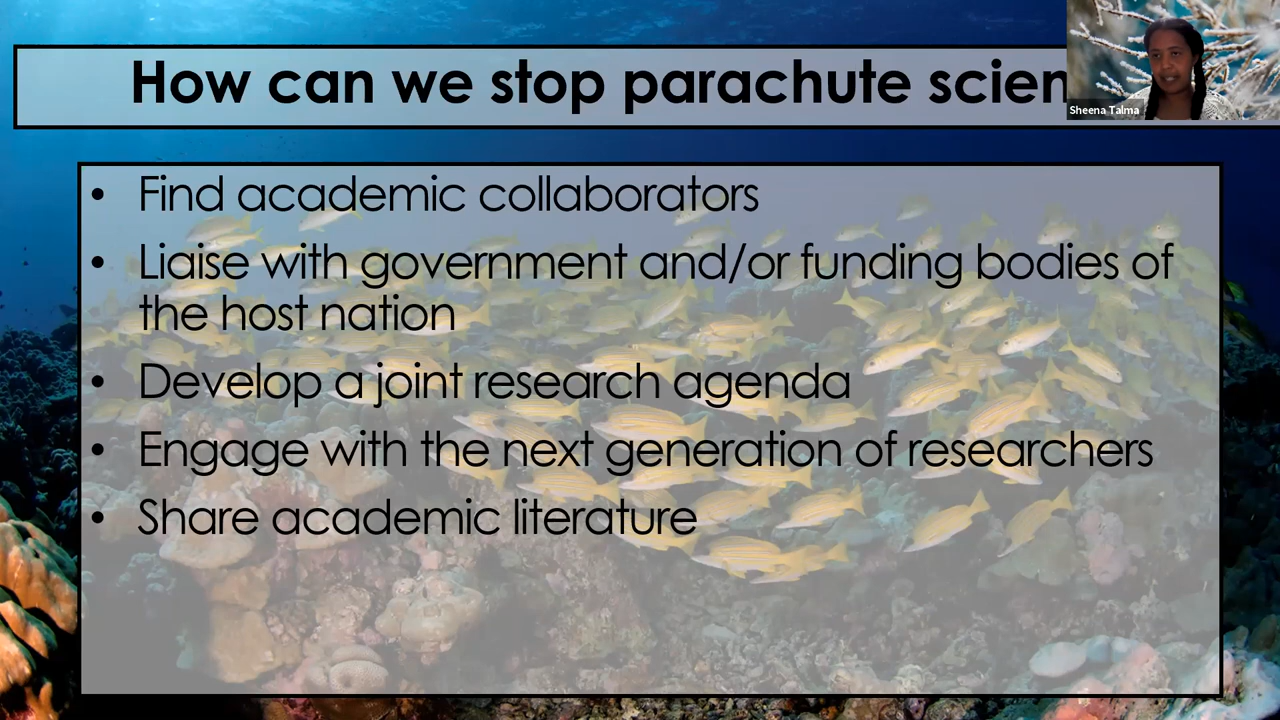 How can we stop parachute scien
Sheena Talma
• Find academic collaborators
• Liaise with government and/or funding bodies of
the host nation
• Develop a joint research agenda
• Engage with the next generation of researchers
• Share academic literature